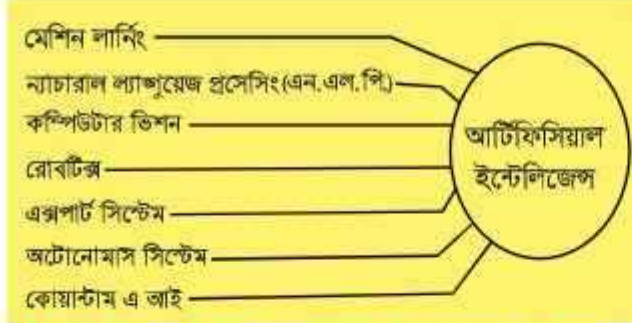 মেশিন লার্নিং
ন্যাচারাল ল্যাঙ্গুয়েজ প্রসেসিং(এন.এল.পি.)
কম্পিউটার ভিশন
রোবটিক্স
এক্সপার্ট সিস্টেম
অটোনোমাস সিস্টেম
কোয়ান্টাম এ আই
আর্টিফিসিয়াল
ইন্টেলিজেন্স